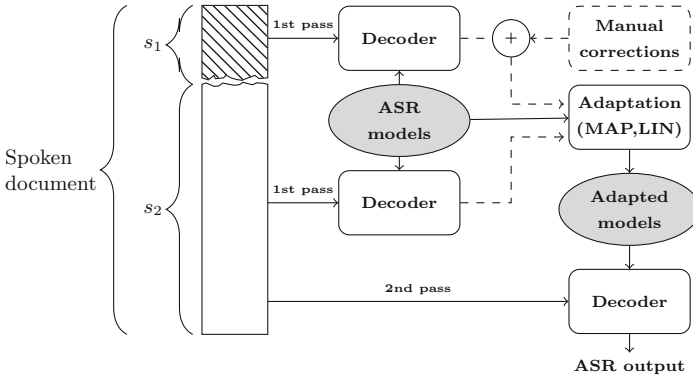 Spoken
document
s1
s2
1st pass
Decoder
+
Manual
corrections
ASR
models
Adaptation
(MAP,LIN)
1st pass
Decoder
Adapted
models
2nd pass
Decoder
ASR output